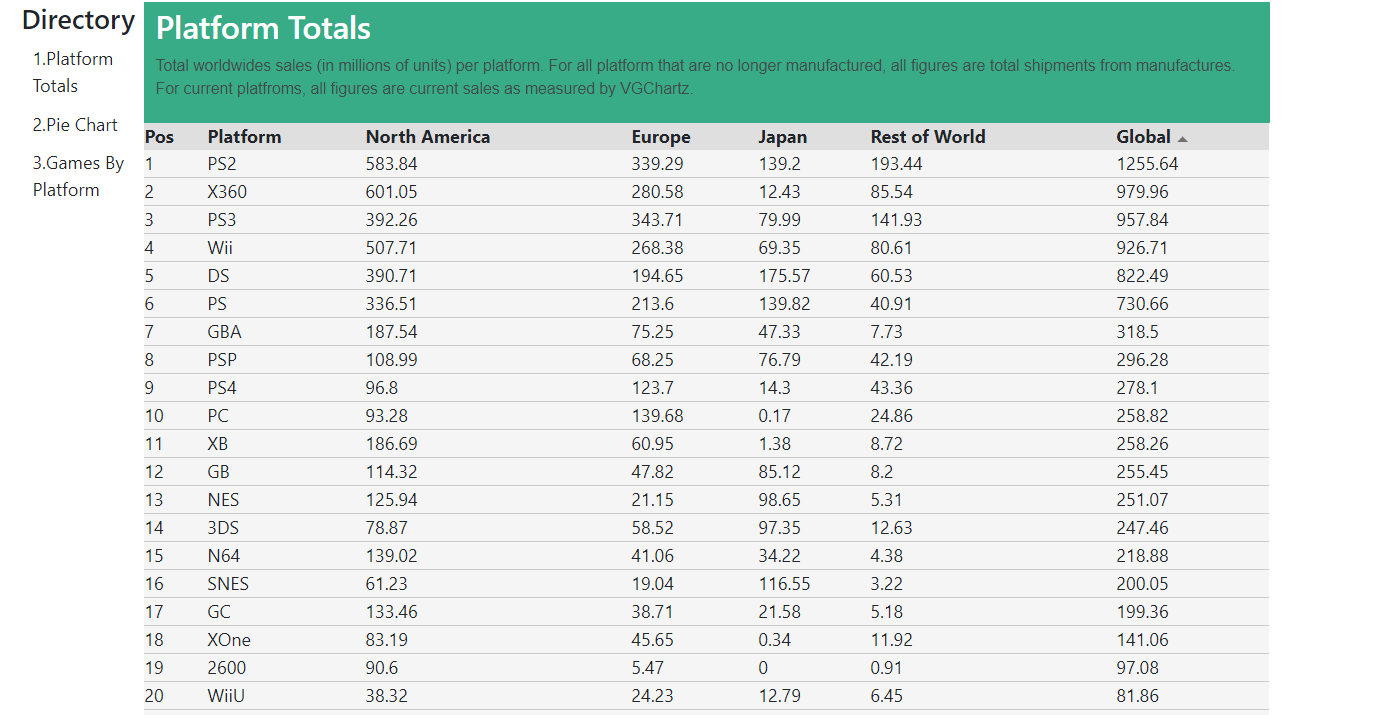 Directory
1.Platform
Totals
2.Pie Chart
3.Games By
Platform
Platform Totals
Total worldwides sales (in millions of units) per platform. For all platform that are no longer manufactured, all figures are total shipments from manufactures.
For current platfroms, all figures are current sales as measured by VGChartz.
Pos Platform North America Europe Japan Rest of World Global
1 PS2 583.84 339.29 139.2 193.44 1255.64
2 X360 601.05 280.58 12.43 85.54 979.96
3 PS3 392.26 343.71 79.99 141.93 957.84
4 Wii 507.71 268.38 69.35 80.61 926.71
5 DS 390.71 194.65 175.57 60.53 822.49
6 PS 336.51 213.6 139.82 40.91 730.66
7 GBA 187.54 75.25 47.33 7.73 318.5
8 PSP 108.99 68.25 76.79 42.19 296.28
9 PS4 96.8 123.7 14.3 43.36 278.1
10 PC 93.28 139.68 0.17 24.86 258.82
11 XB 186.69 60.95 1.38 8.72 258.26
12 GB 114.32 47.82 85.12 8.2 255.45
13 NES 125.94 21.15 98.65 5.31 251.07
14 3DS 78.87 58.52 97.35 12.63 247.46
15 N64 139.02 41.06 34.22 4.38 218.88
16 SNES 61.23 19.04 116.55 3.22 200.05
17 GC 133.46 38.71 21.58 5.18 199.36
18 XOne 83.19 45.65 0.34 11.92 141.06
19 2600 90.6 5.47 0 0.91 97.08
20 WiiU 38.32 24.23 12.79 6.45 81.86